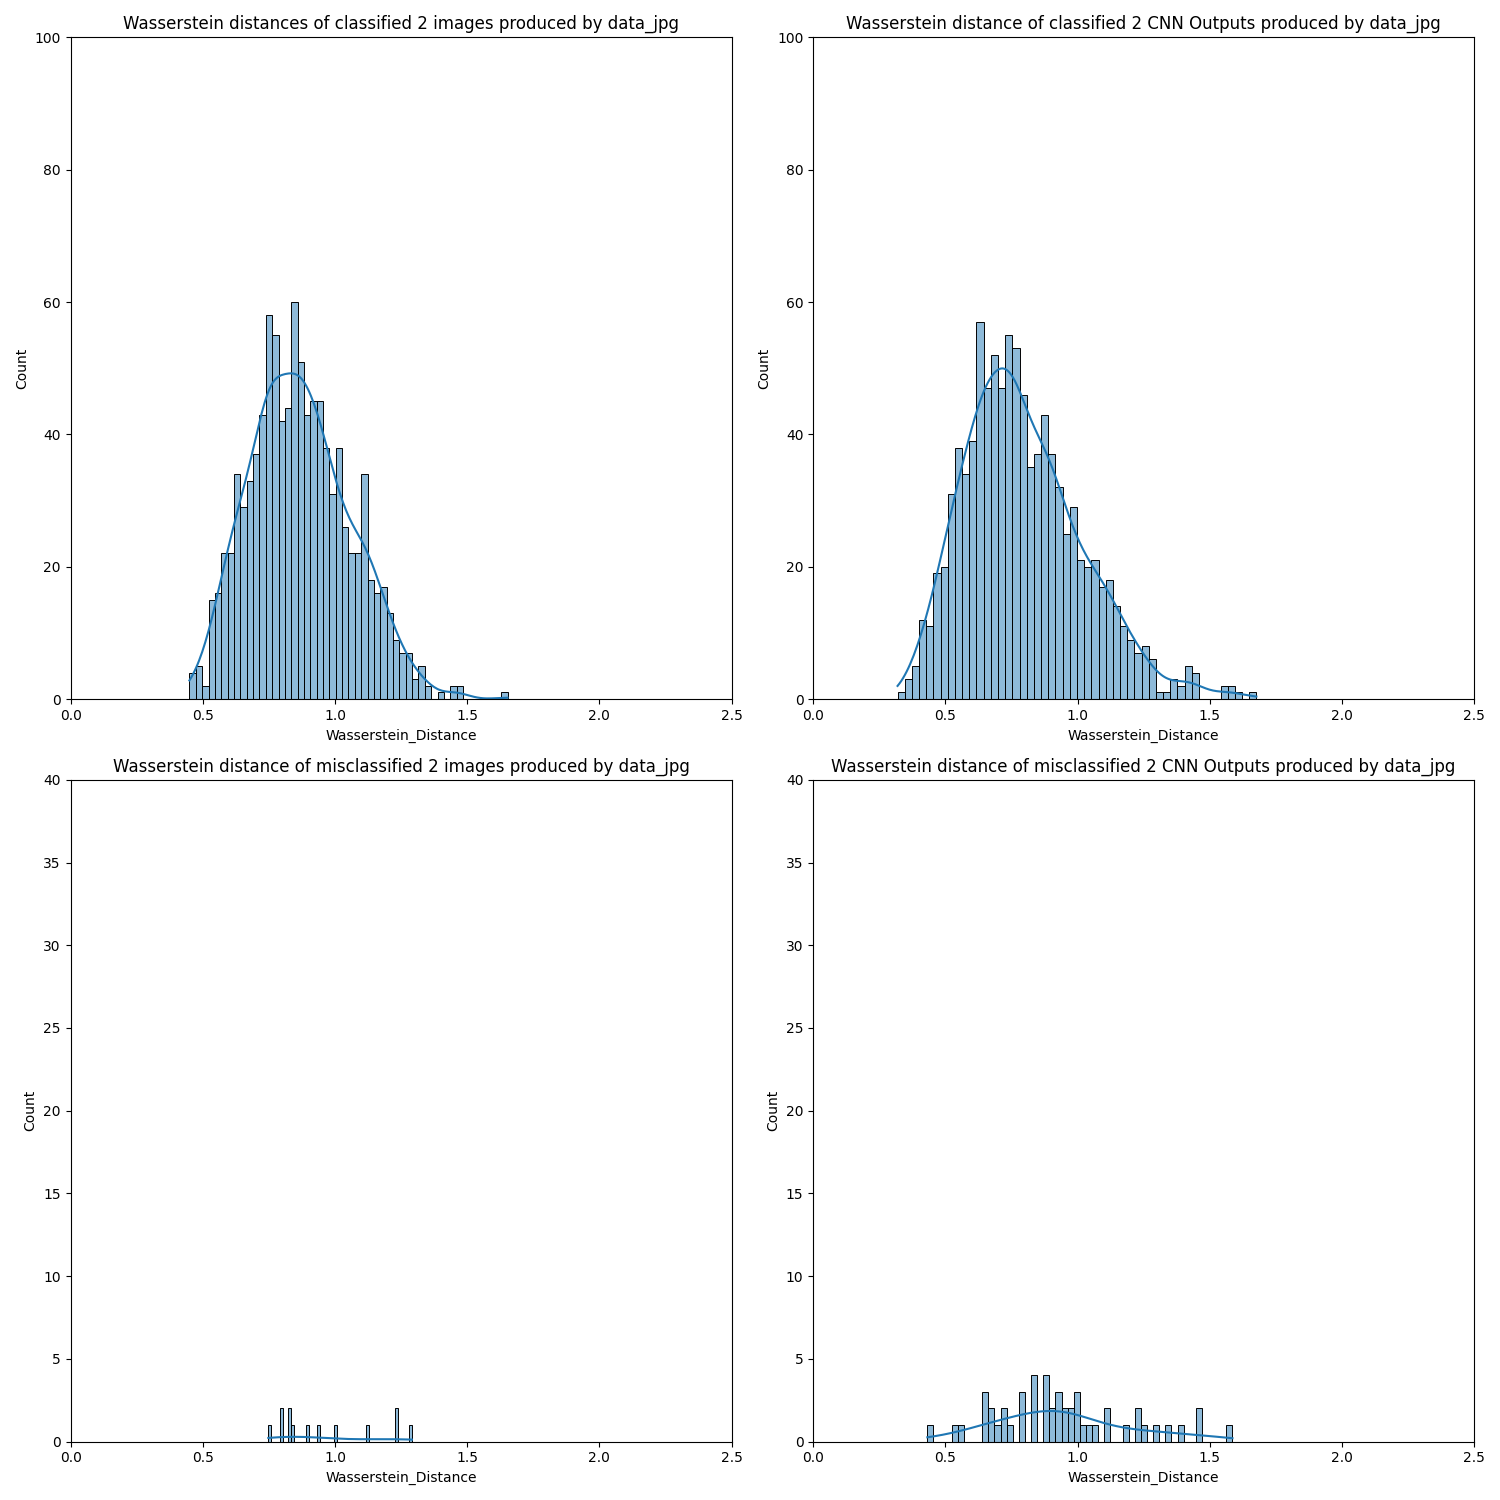 Wasserstein distances of classified 2 images produced by data_jpg
100
80
60
40
20
0
Count
0.0 0.5 1.0 1.5 2.0 2.5
Wasserstein_Distance
Wasserstein distance of classified 2 CNN Outputs produced by data_jpg
100
80
60
40
20
0
Count
0.0 0.5 1.0 1.5 2.0 2.5
Wasserstein_Distance
Wasserstein distance of misclassified 2 images produced by data_jpg
40
35
30
25
20
15
10
5
0
Count
0.0 0.5 1.0 1.5 2.0 2.5
Wasserstein_Distance
Wasserstein distance of misclassified 2 CNN Outputs produced by data_jpg
40
35
30
25
20
15
10
5
0
Count
0.0 0.5 1.0 1.5 2.0 2.5
Wasserstein_Distance